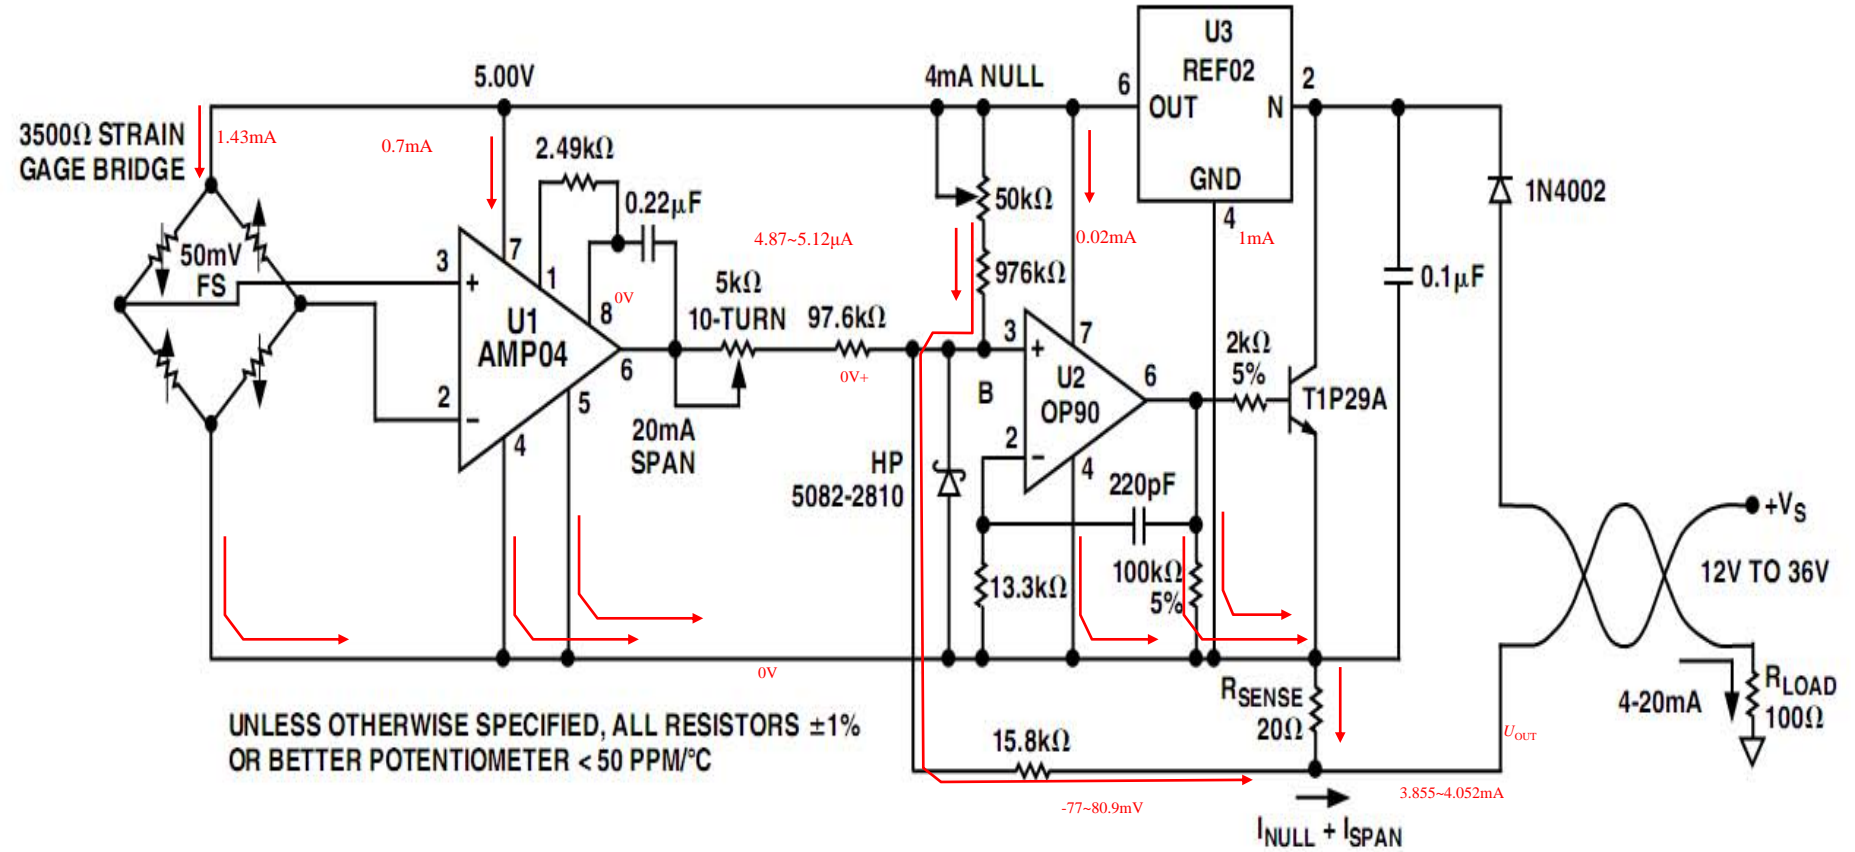 U3
REF02
5.00V
4mA NULL
6
2
OUT
N
3500Ω STRAIN
GAGE BRIDGE
1.43mA
0.7mA
2.49kΩ
GND
50kΩ
1N4002
0.22μF
4
4.87~5.12μA
0.02mA
1mA
50mV
FS
3
+
7
1
5kΩ
10-TURN
97.6kΩ
976kΩ
0.1μF
0V
8
U1
AMP04
6
3
+
7
2kΩ
5%
0V+
B
U2
OP90
6
T1P29A
2
−
5
4
20mA
SPAN
2
−
4
HP
5082-2810
220pF
+VS
12V TO 36V
13.3kΩ
100kΩ
5%
0V
RSENSE
20Ω
4-20mA
RLOAD
100Ω
UNLESS OTHERWISE SPECIFIED, ALL RESISTORS ±1%
OR BETTER POTENTIOMETER < 50 PPM/°C
15.8kΩ
UOUT
-77~80.9mV
3.855~4.052mA
INULL + ISPAN